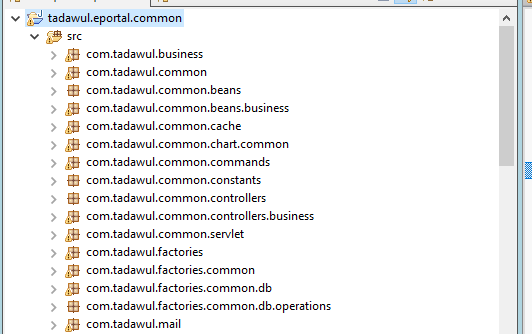 tadawul.eportal.common
src
com.tadawul.business
com.tadawul.common
com.tadawul.common.beans
com.tadawul.common.beans.business
com.tadawul.common.cache
com.tadawul.common.chart.common
com.tadawul.common.commands
com.tadawul.common.constants
com.tadawul.common.controllers
com.tadawul.common.controllers.business
com.tadawul.common.servlet
com.tadawul.factories
com.tadawul.factories.common
com.tadawul.factories.common.db
com.tadawul.factories.common.db.operations
com.tadawul.mail